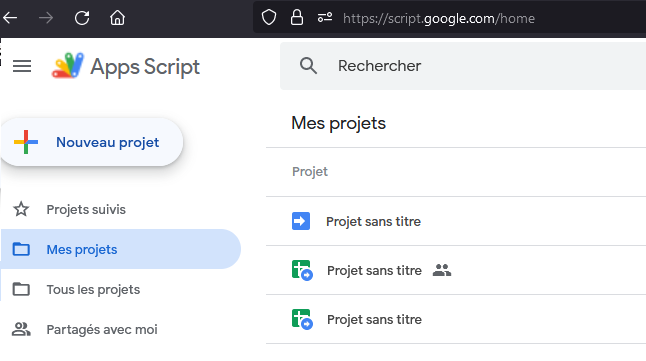 https://script.google.com/home
Apps Script
Rechercher
Nouveau projet
Mes projets
Projet
Projets suivis
Projet sans titre
Mes projets
Projet sans titre
Tous les projets
Projet sans titre
Partagés avec moi